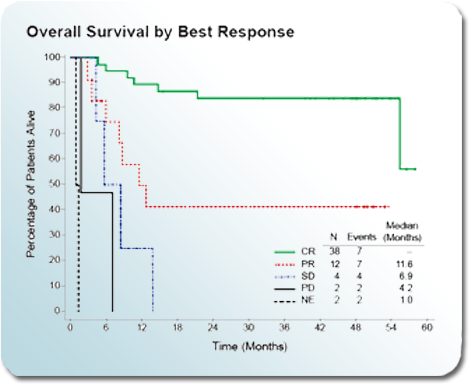 Overall Survival by Best Response
Percentage of Patients Alive
100
90
80
70
60
50
40
30
20
10
0
0 6 12 18 24 30 36 42 48 54 60
Time (Months)
N Events Median (Months)
CR 38 7 --
PR 12 7 11.6
SD 4 4 6.9
PD 2 2 4.2
NE 2 2 1.0